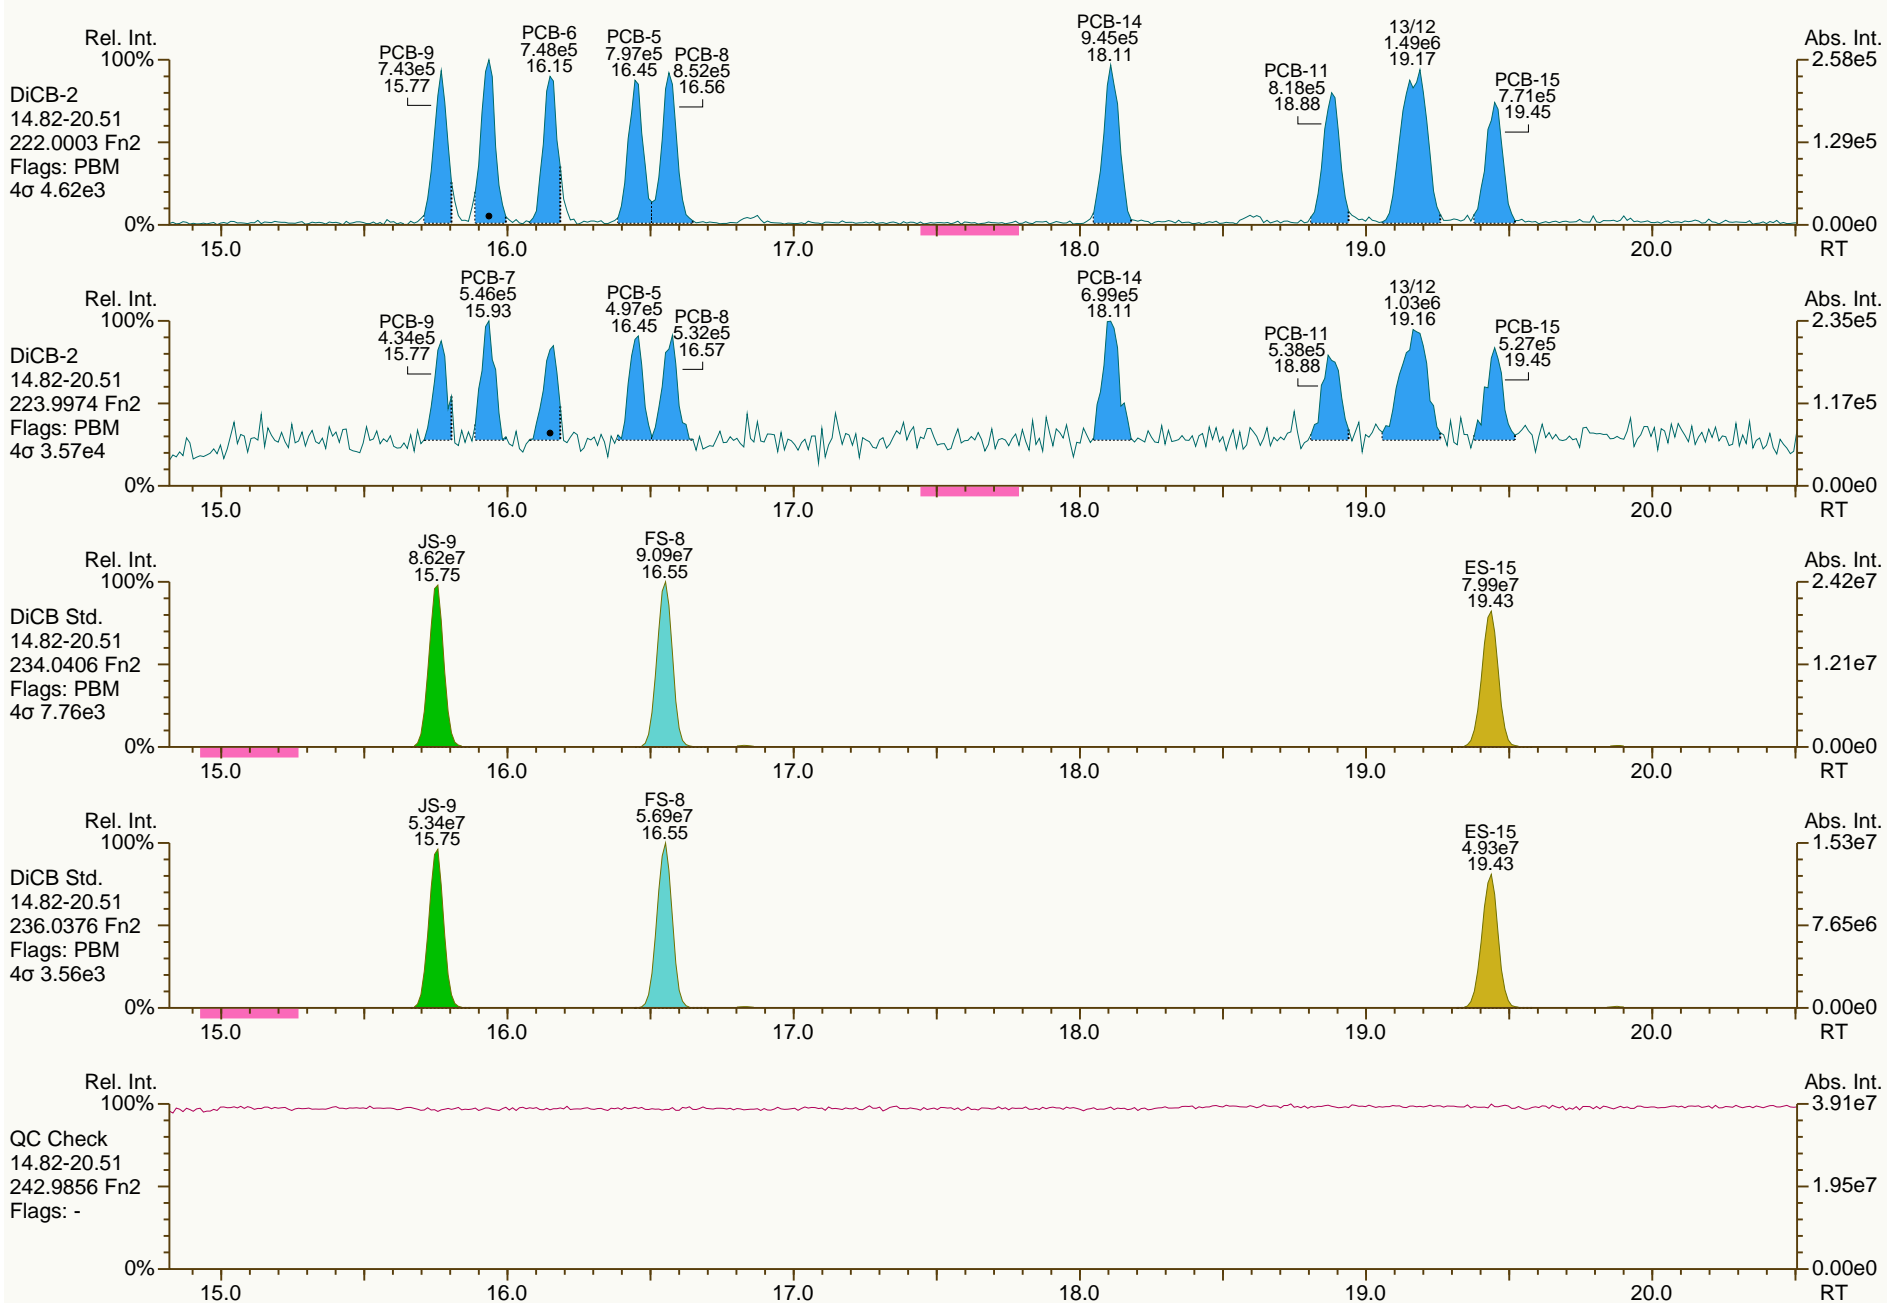 Rel. Int.
100%
0%
DiCB-2
14.82-20.51
222.0003 Fn2
Flags: PBM
4σ 4.62e3
PCB-9
7.43e5
15.77
PCB-6
7.48e5
16.15
PCB-5
7.97e5
16.45
PCB-8
8.52e5
16.56
PCB-14
9.45e5
18.11
PCB-11
8.18e5
18.88
13/12
1.49e6
19.17
PCB-15
7.71e5
19.45
Abs. Int.
2.58e5
1.29e5
0.00e0
15.0 16.0 17.0 18.0 19.0 20.0 RT
Rel. Int.
100%
0%
DiCB-2
14.82-20.51
223.9974 Fn2
Flags: PBM
4σ 3.57e4
PCB-9
4.34e5
15.77
PCB-7
5.46e5
15.93
PCB-5
4.97e5
16.45
PCB-8
5.32e5
16.57
PCB-14
6.99e5
18.11
PCB-11
5.38e5
18.88
13/12
1.03e6
19.16
PCB-15
5.27e5
19.45
Abs. Int.
2.35e5
1.17e5
0.00e0
15.0 16.0 17.0 18.0 19.0 20.0 RT
Rel. Int.
100%
0%
DiCB Std.
14.82-20.51
234.0406 Fn2
Flags: PBM
4σ 7.76e3
JS-9
8.62e7
15.75
FS-8
9.09e7
16.55
ES-15
7.99e7
19.43
Abs. Int.
2.42e7
1.21e7
0.00e0
15.0 16.0 17.0 18.0 19.0 20.0 RT
Rel. Int.
100%
0%
DiCB Std.
14.82-20.51
236.0376 Fn2
Flags: PBM
4σ 3.56e3
JS-9
5.34e7
15.75
FS-8
5.69e7
16.55
ES-15
4.93e7
19.43
Abs. Int.
1.53e7
7.65e6
0.00e0
15.0 16.0 17.0 18.0 19.0 20.0 RT
Rel. Int.
100%
0%
QC Check
14.82-20.51
242.9856 Fn2
Flags: -
Abs. Int.
3.91e7
1.95e7
0.00e0
15.0 16.0 17.0 18.0 19.0 20.0 RT